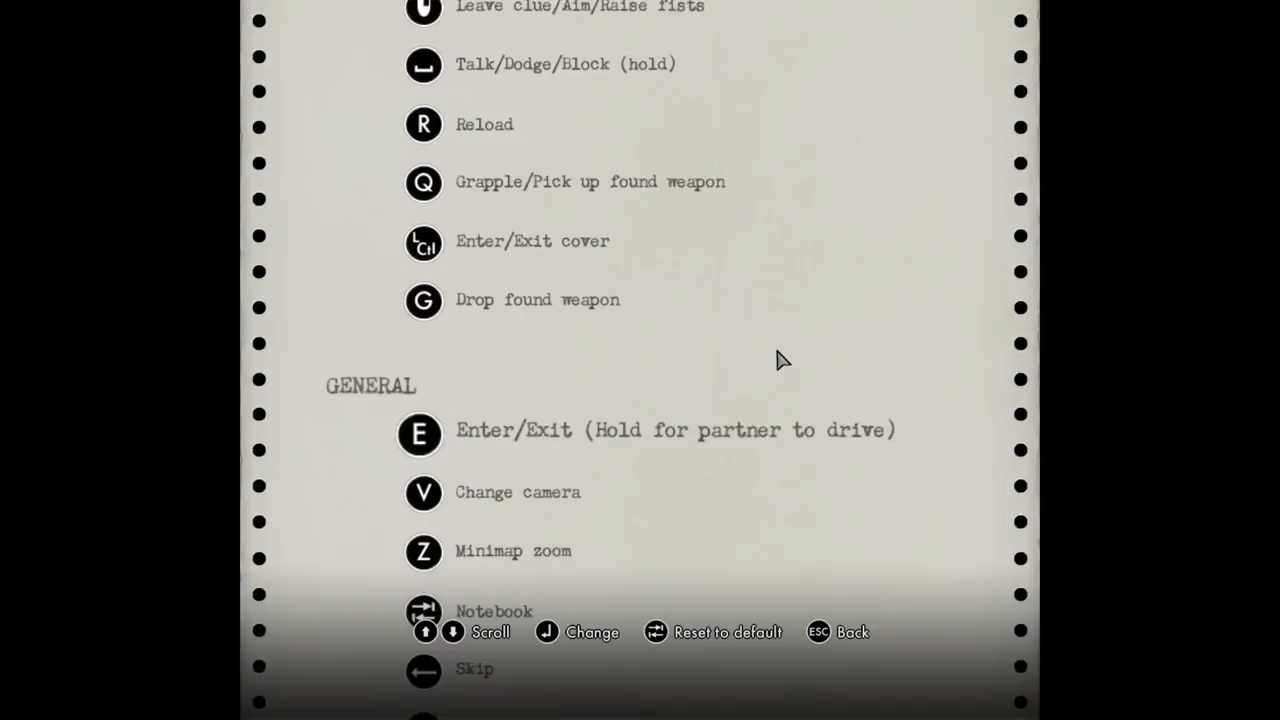 Leave clue/Aim/Raise fists
Talk/Dodge/Block (hold)
R Reload
Q Grapple/Pick up found weapon
L Ctl Enter/Exit cover
G Drop found weapon
GENERAL
E Enter/Exit (Hold for partner to drive)
V Change camera
Z Minimap zoom
Notebook
Scroll Change Reset to default ESC Back
Skip